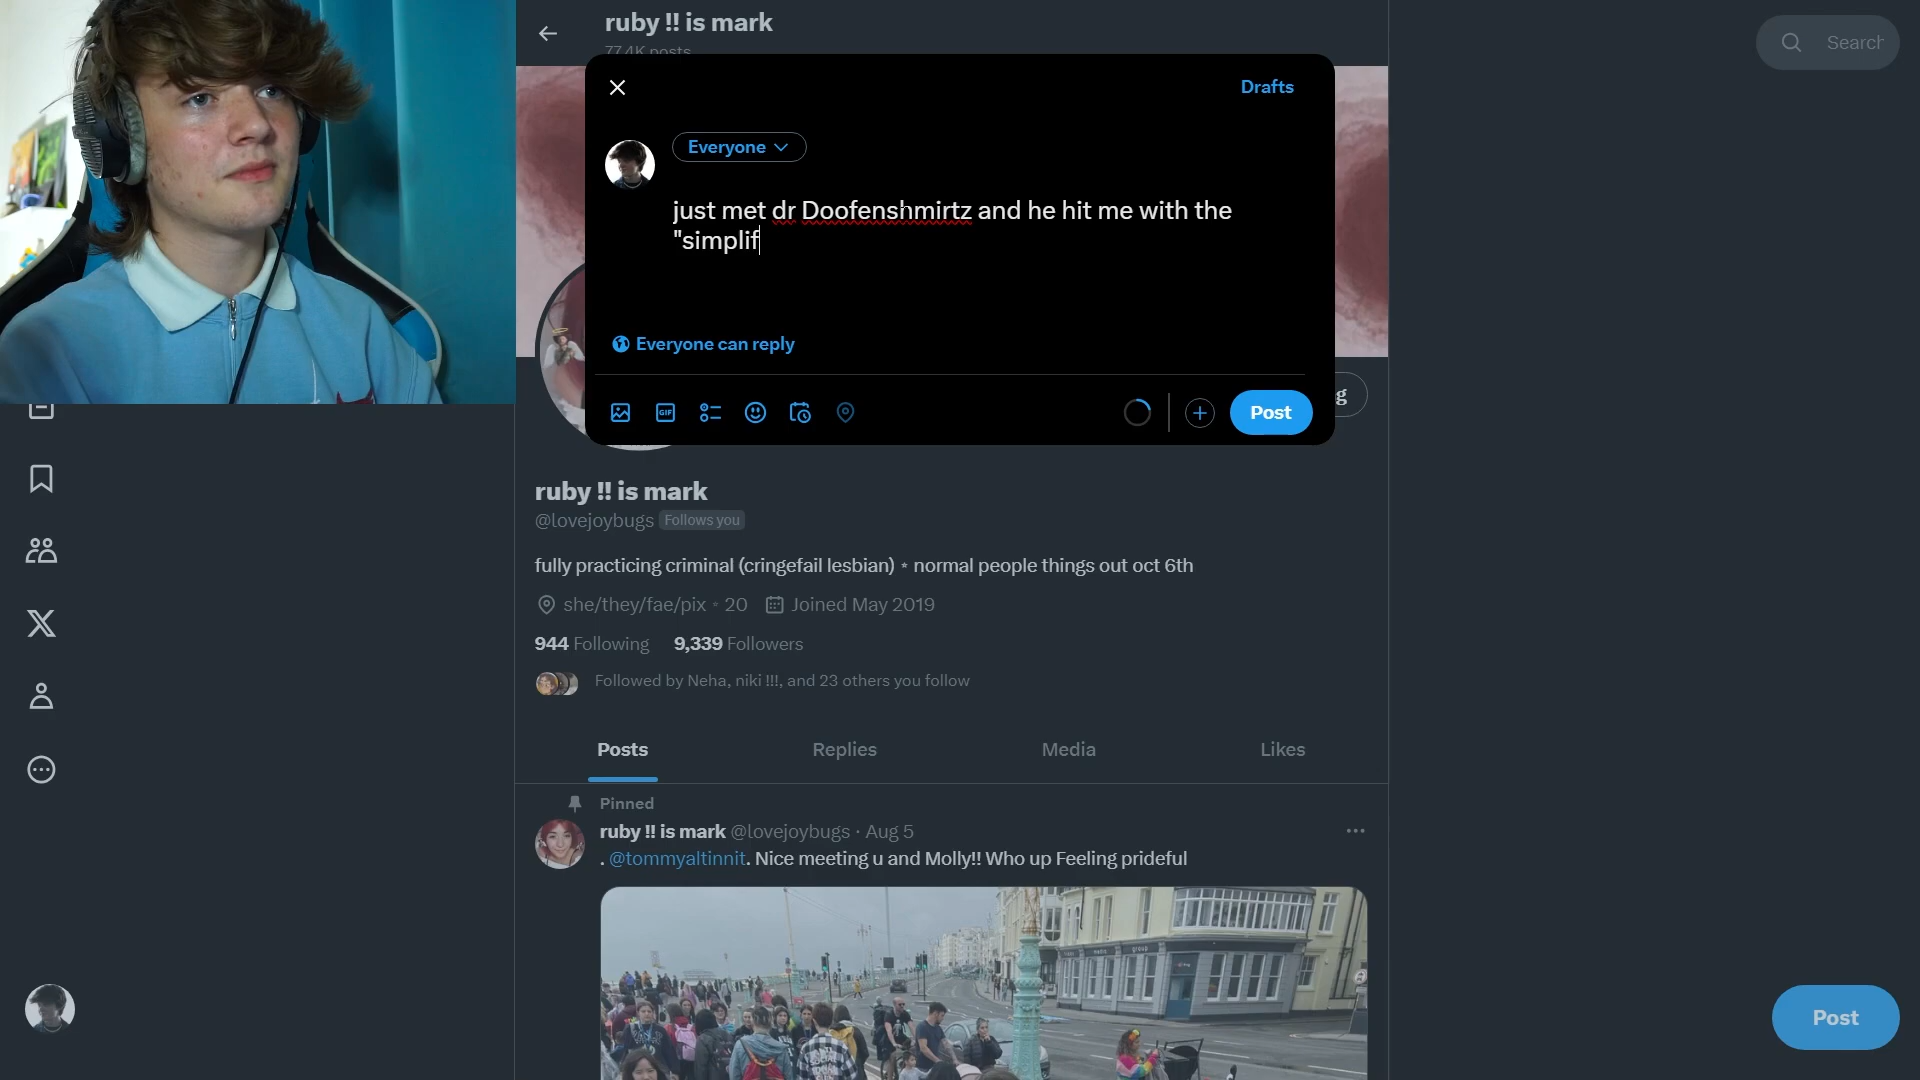 ruby !! is mark
77.4K posts
Search
Drafts
Everyone
just met dr Doofenshmirtz and he hit me with the
"simplif
Everyone can reply
GIF
Post
g
ruby !! is mark
@lovejoybugs Follows you
fully practicing criminal (cringefail lesbian) ⋆ normal people things out oct 6th
she/they/fae/pix ⋆ 20 Joined May 2019
944 Following 9,339 Followers
Followed by Neha, niki !!!, and 23 others you follow
Posts Replies Media Likes
Pinned
ruby !! is mark @lovejoybugs · Aug 5
. @tommyaltinnit. Nice meeting u and Molly!! Who up Feeling prideful
Post